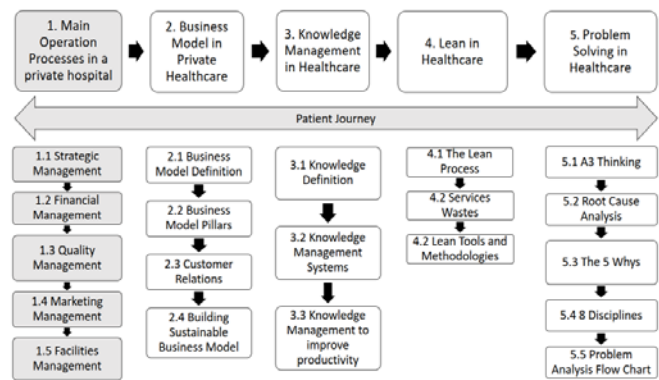 1. Main
Operation
Processes in a
private hospital
2. Business
Model in
Private
Healthcare
3. Knowledge
Management
in Healthcare
4. Lean in
Healthcare
5. Problem
Solving in
Healthcare
Patient Journey
1.1 Strategic
Management
1.2 Financial
Management
1.3 Quality
Management
1.4 Marketing
Management
1.5 Facilities
Management
2.1 Business
Model Definition
2.2 Business
Model Pillars
2.3 Customer
Relations
2.4 Building
Sustainable
Business Model
3.1 Knowledge
Definition
3.2 Knowledge
Management
Systems
3.3 Knowledge
Management to
improve
productivity
4.1 The Lean
Process
4.2 Services
Wastes
4.2 Lean Tools and
Methodologies
5.1 A3 Thinking
5.2 Root Cause
Analysis
5.3 The 5 Whys
5.4 8 Disciplines
5.5 Problem
Analysis Flow Chart